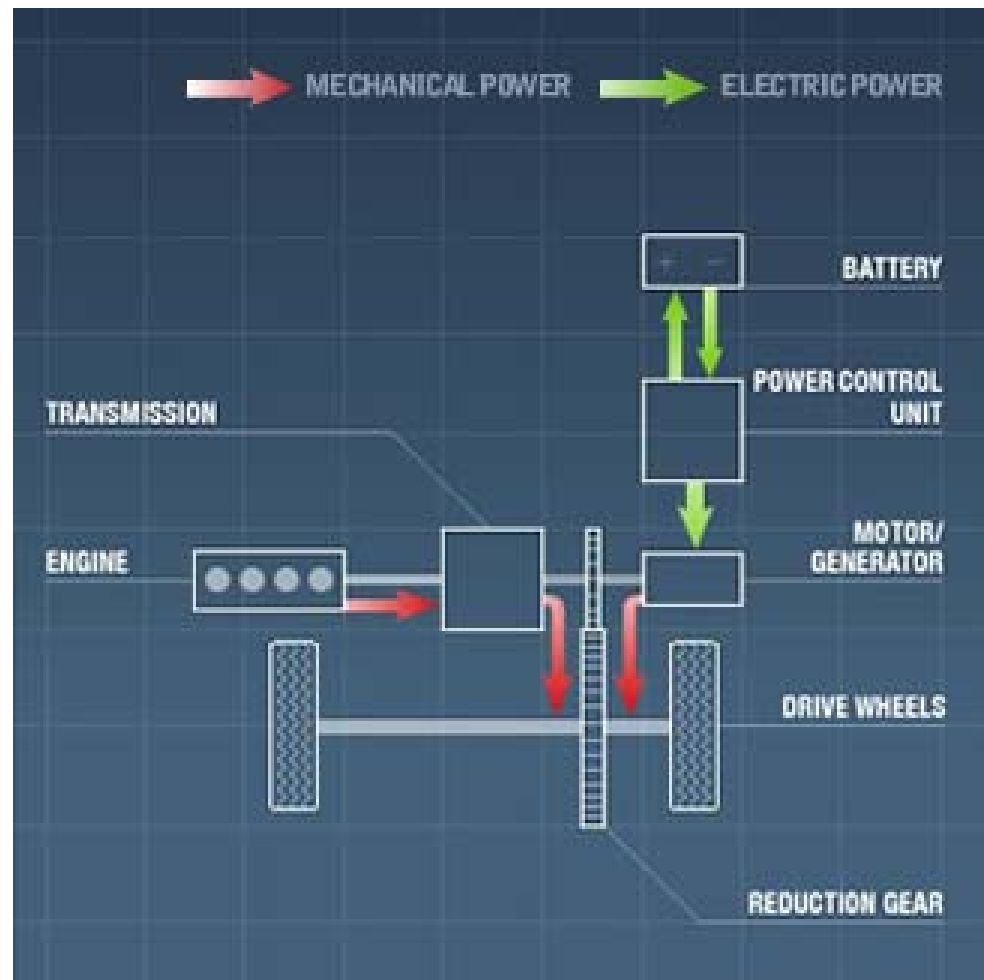 MECHANICAL POWER
ELECTRIC POWER
+ −
BATTERY
POWER CONTROL
UNIT
TRANSMISSION
MOTOR/
GENERATOR
ENGINE
DRIVE WHEELS
REDUCTION GEAR